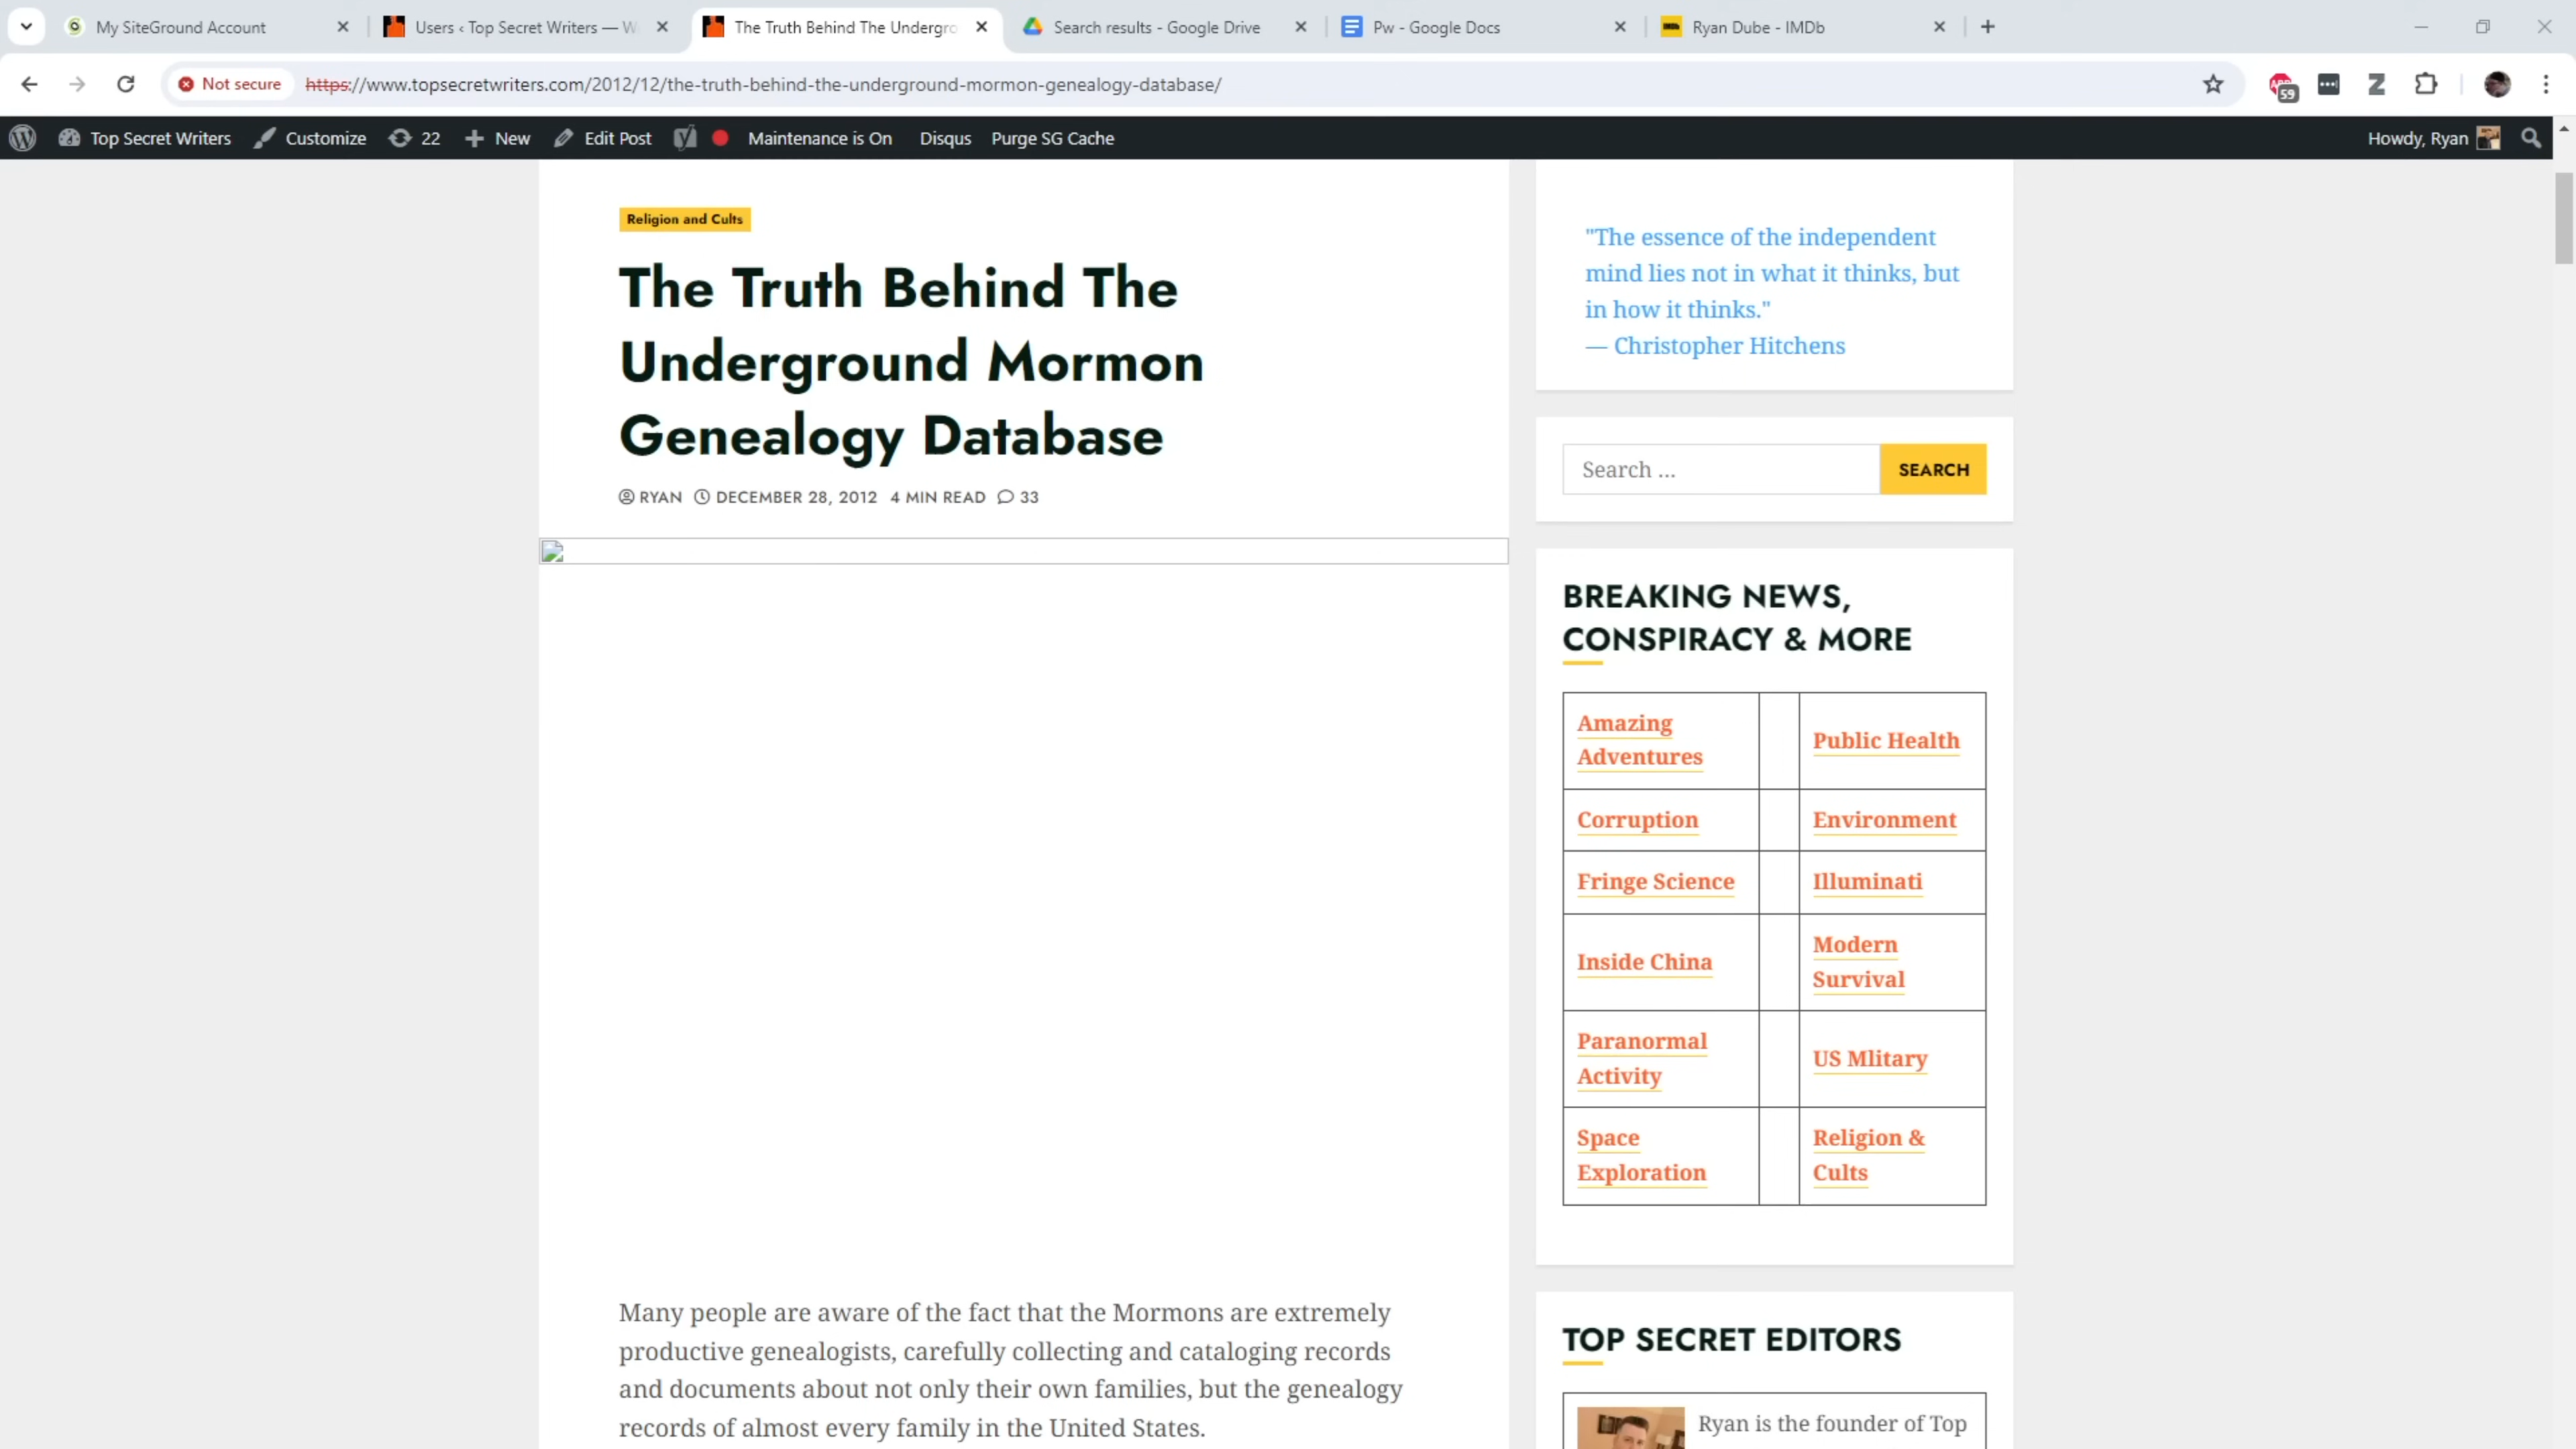 My SiteGround Account
Users ‹ Top Secret Writers — W
The Truth Behind The Undergro
Search results - Google Drive
Pw - Google Docs
Ryan Dube - IMDb
Not secure
https://www.topsecretwriters.com/2012/12/the-truth-behind-the-underground-mormon-genealogy-database/
59
Top Secret Writers
Customize
22
New
Edit Post
Maintenance is On
Disqus
Purge SG Cache
Howdy, Ryan
Religion and Cults
The Truth Behind The
Underground Mormon
Genealogy Database
RYAN DECEMBER 28, 2012 4 MIN READ 33
Many people are aware of the fact that the Mormons are extremely
productive genealogists, carefully collecting and cataloging records
and documents about not only their own families, but the genealogy
records of almost every family in the United States.
"The essence of the independent
mind lies not in what it thinks, but
in how it thinks."
— Christopher Hitchens
Search ...
SEARCH
BREAKING NEWS,
CONSPIRACY & MORE
Amazing
Adventures
Public Health
Corruption
Environment
Fringe Science
Illuminati
Inside China
Modern
Survival
Paranormal
Activity
US Mlitary
Space
Exploration
Religion &
Cults
TOP SECRET EDITORS
Ryan is the founder of Top